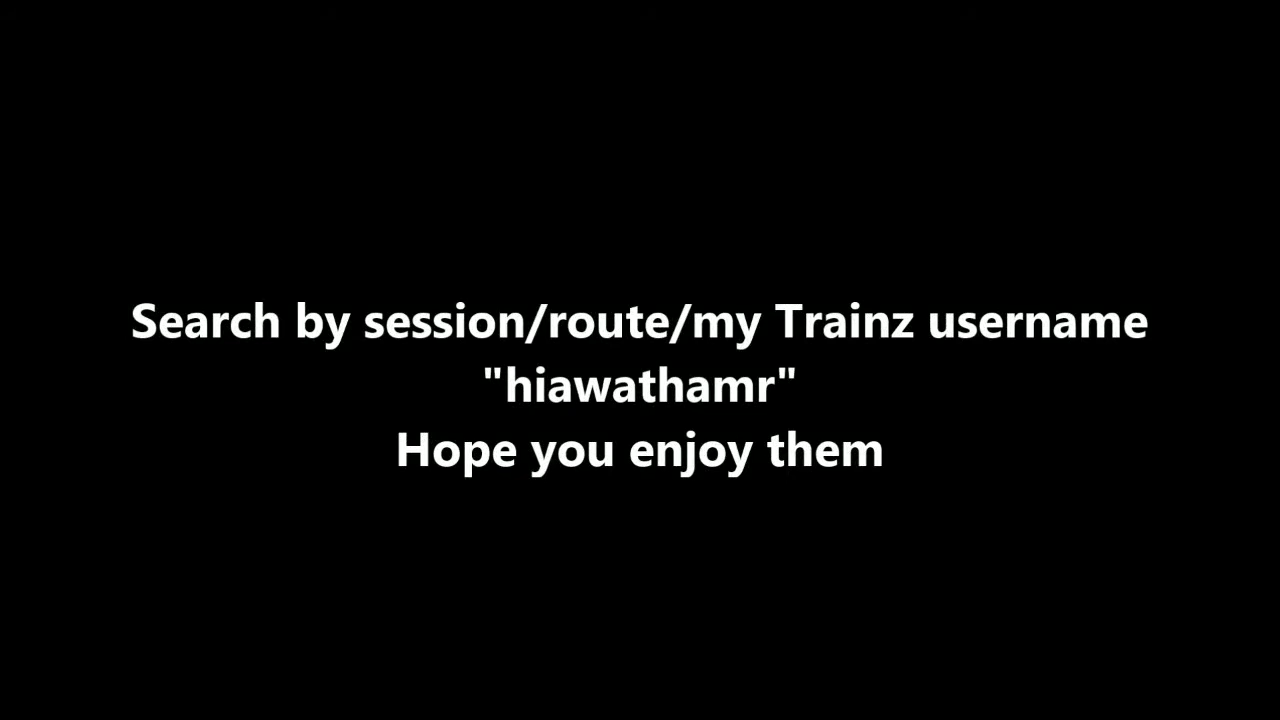 Search by session/route/my Trainz username
"hiawathamr"
Hope you enjoy them